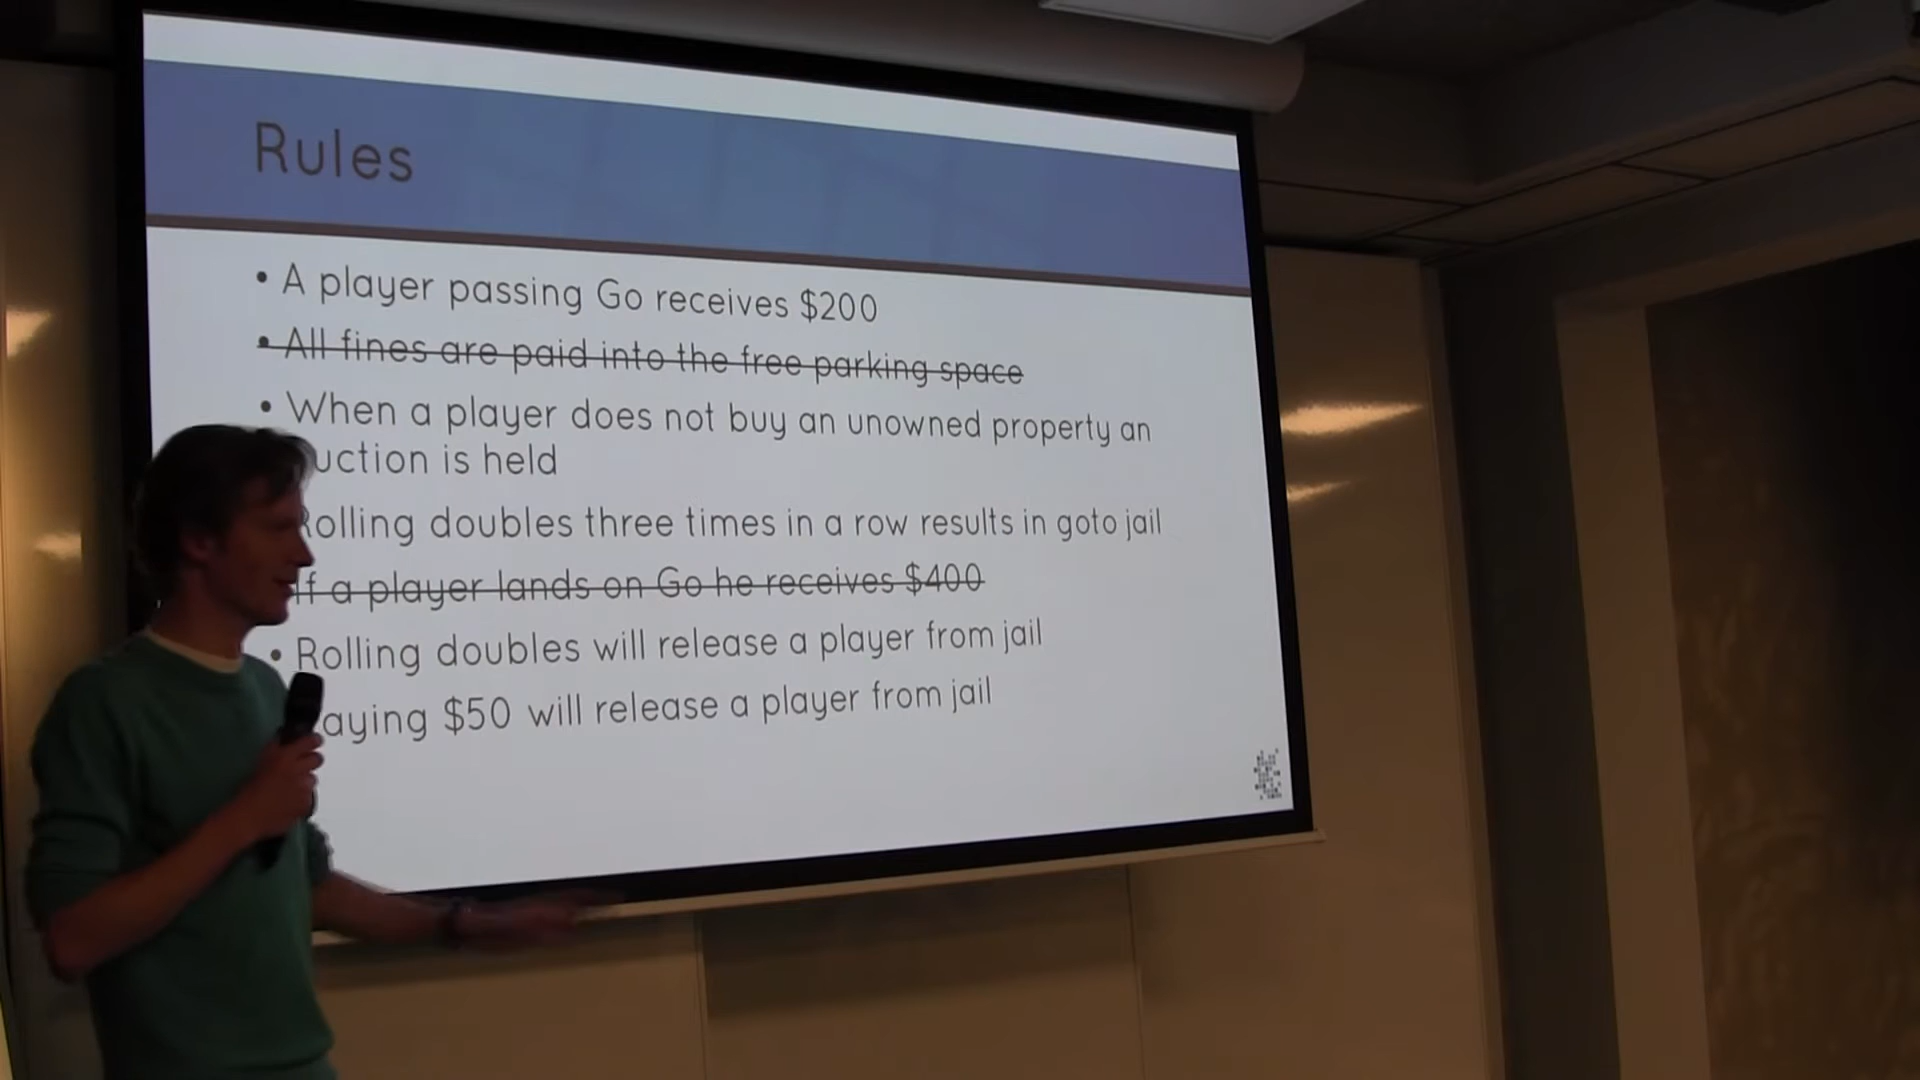 Rules
• A player passing Go receives $200
• All fines are paid into the free parking space
• When a player does not buy an unowned property an
uction is held
Rolling doubles three times in a row results in goto jail
If a player lands on Go he receives $400
• Rolling doubles will release a player from jail
aying $50 will release a player from jail